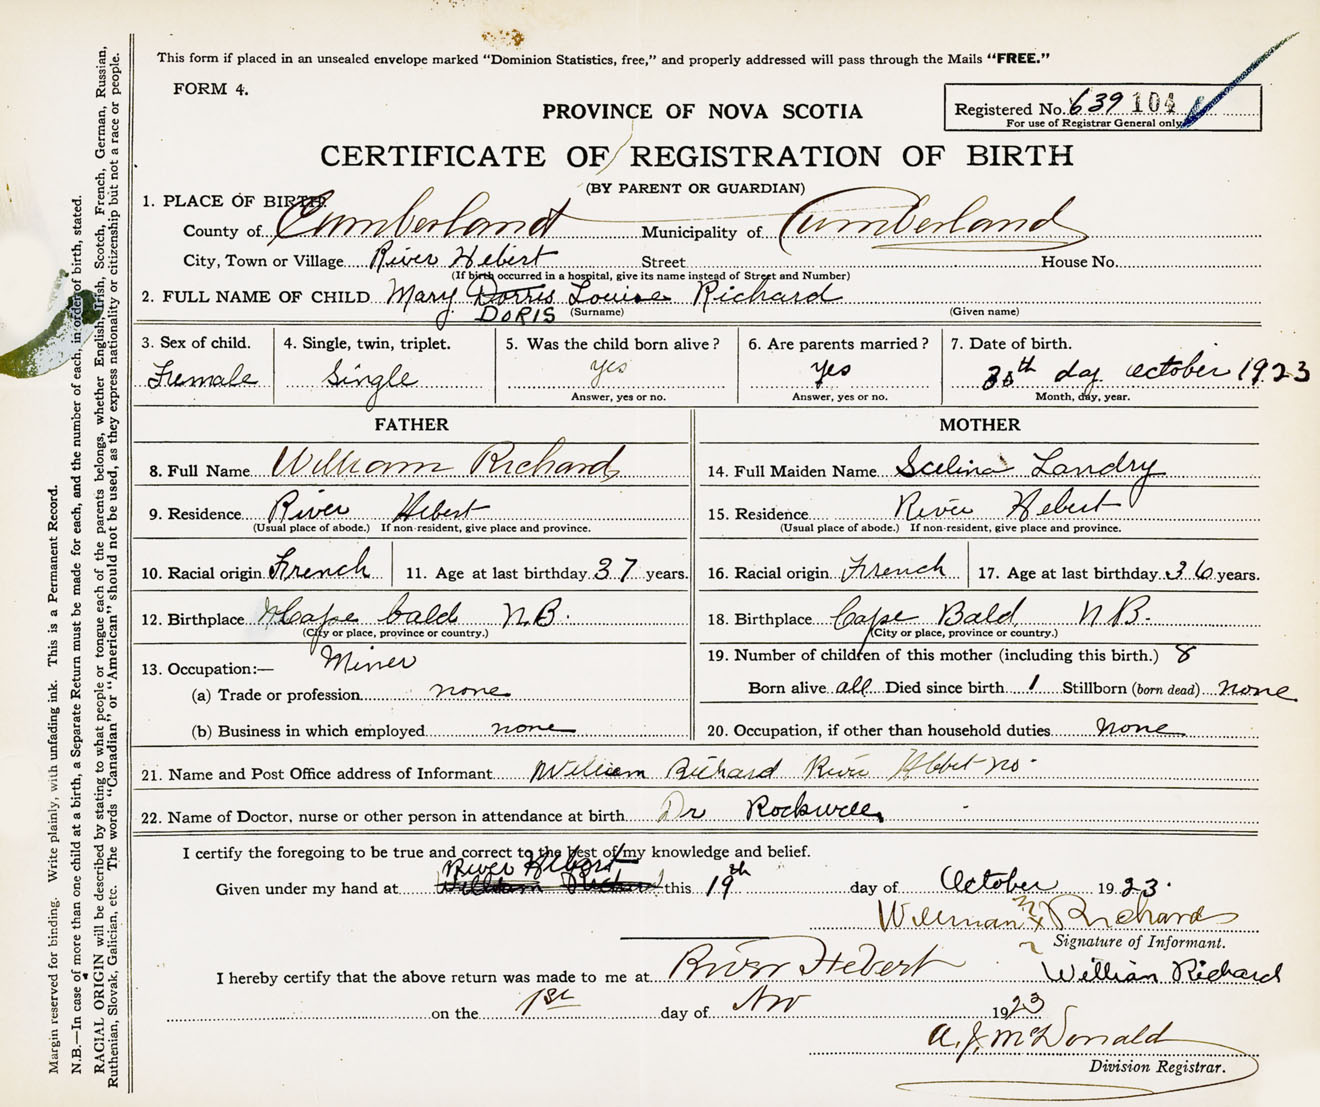 This form if placed in an unsealed envelope marked "Dominion Statistics, free," and properly addressed will pass through the Mails "FREE."
FORM 4.
Registered No. 639 104
For use of Registrar General only
PROVINCE OF NOVA SCOTIA
CERTIFICATE OF REGISTRATION OF BIRTH
(BY PARENT OR GUARDIAN)
1. PLACE OF BIRTH:
County of Cumberland Municipality of Cumberland
City, Town or Village River Hebert Street House No.
(If birth occurred in a hospital, give its name instead of Street and Number)
2. FULL NAME OF CHILD Mary Dorris Louise Richard
DORIS (Surname) (Given name)
3. Sex of child. 4. Single, twin, triplet. 5. Was the child born alive? 6. Are parents married? 7. Date of birth.
Female Single yes yes 30th day october 1923
Answer, yes or no. Answer, yes or no. Month, day, year.
FATHER MOTHER
8. Full Name William Richard 14. Full Maiden Name Scelina Landry
9. Residence River Hebert 15. Residence River Hebert
(Usual place of abode.) If non-resident, give place and province. (Usual place of abode.) If non-resident, give place and province.
10. Racial origin French 11. Age at last birthday 37 years. 16. Racial origin French 17. Age at last birthday 36 years.
12. Birthplace Cape bald N.B. 18. Birthplace Cape Bald N.B.
(City or place, province or country.) (City or place, province or country.)
13. Occupation:— Miner 19. Number of children of this mother (including this birth.) 8
(a) Trade or profession none Born alive all Died since birth 1 Stillborn (born dead) none
(b) Business in which employed none 20. Occupation, if other than household duties none
21. Name and Post Office address of Informant William Richard River Hebert NS.
22. Name of Doctor, nurse or other person in attendance at birth Dr Rockwell
I certify the foregoing to be true and correct to the best of my knowledge and belief.
River Hebert
Given under my hand at William Richard this 19th day of October 1923.
William x Richard
Signature of Informant.
I hereby certify that the above return was made to me at River Hebert William Richard
on the 1st day of Nov 1923
A. J. McDonald
Division Registrar.
Margin reserved for binding. Write plainly, with unfading ink. This is a Permanent Record.
N.B.—In case of more than one child at a birth, a Separate Return must be made for each, and the number of each, in order of birth, stated.
RACIAL ORIGIN will be described by stating to what people or tongue each of the parents belongs, whether English, Irish, Scotch, French, German, Russian,
Ruthenian, Slovak, Galician, etc. The words "Canadian" or "American" should not be used, as they express nationality or citizenship but not a race or people.